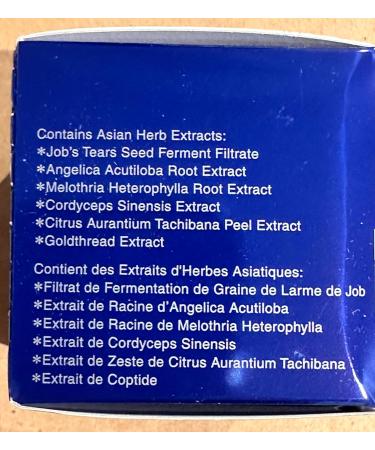 Contains Asian Herb Extracts:
*Job's Tears Seed Ferment Filtrate
*Angelica Acutiloba Root Extract
*Melothria Heterophylla Root Extract
*Cordyceps Sinensis Extract
*Citrus Aurantium Tachibana Peel Extract
*Goldthread Extract
Contient des Extraits d'Herbes Asiatiques:
*Filtrat de Fermentation de Graine de Larme de Job
*Extrait de Racine d'Angelica Acutiloba
*Extrait de Racine de Melothria Heterophylla
*Extrait de Cordyceps Sinensis
*Extrait de Zeste de Citrus Aurantium Tachibana
*Extrait de Coptide